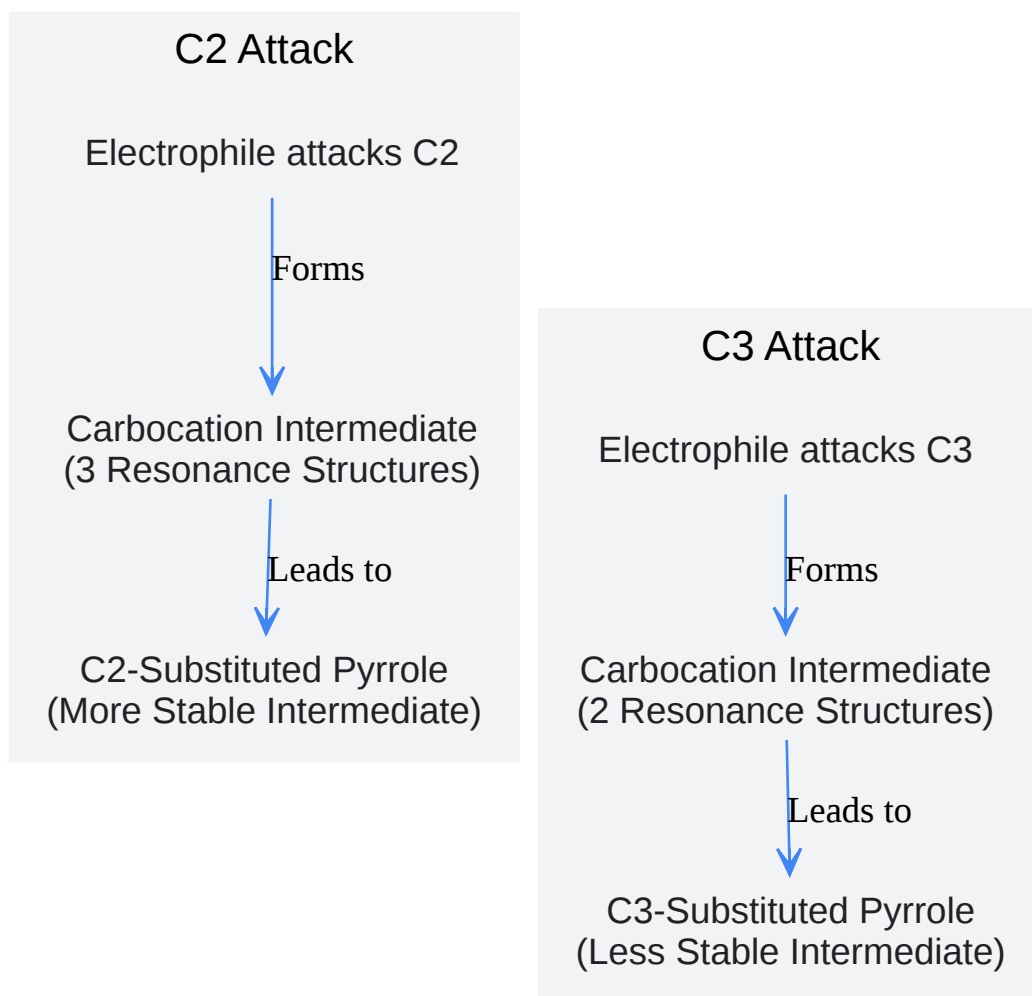 C2 Attack
Electrophile attacks C2
Forms
Carbocation Intermediate
(3 Resonance Structures)
Leads to
C2-Substituted Pyrrole
(More Stable Intermediate)
C3 Attack
Electrophile attacks C3
Forms
Carbocation Intermediate
(2 Resonance Structures)
Leads to
C3-Substituted Pyrrole
(Less Stable Intermediate)